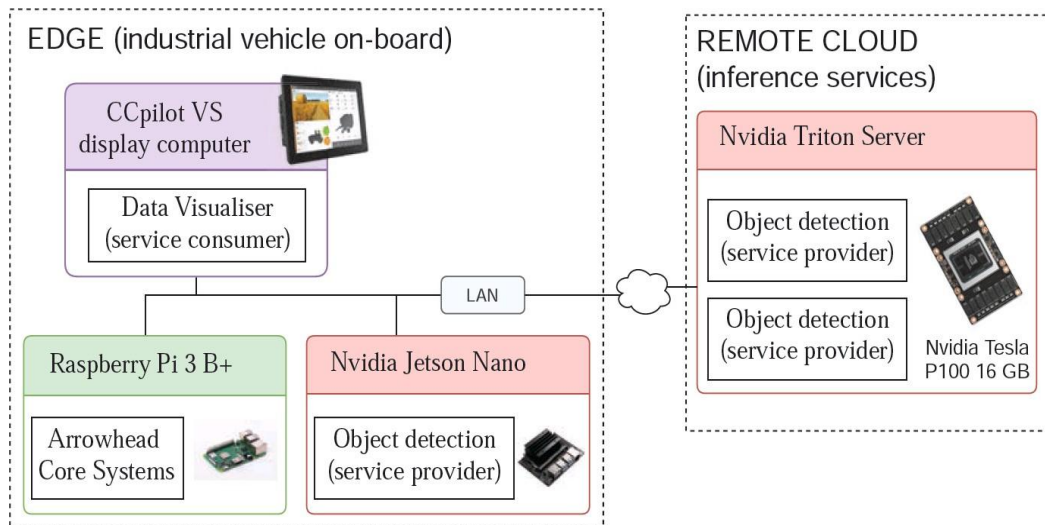 EDGE (industrial vehicle on-board)
CCpilot VS
display computer
Data Visualiser
(service consumer)
LAN
Raspberry Pi 3 B+
Arrowhead
Core Systems
Nvidia Jetson Nano
Object detection
(service provider)
REMOTE CLOUD
(inference services)
Nvidia Triton Server
Object detection
(service provider)
Object detection
(service provider)
Nvidia Tesla
P100 16 GB